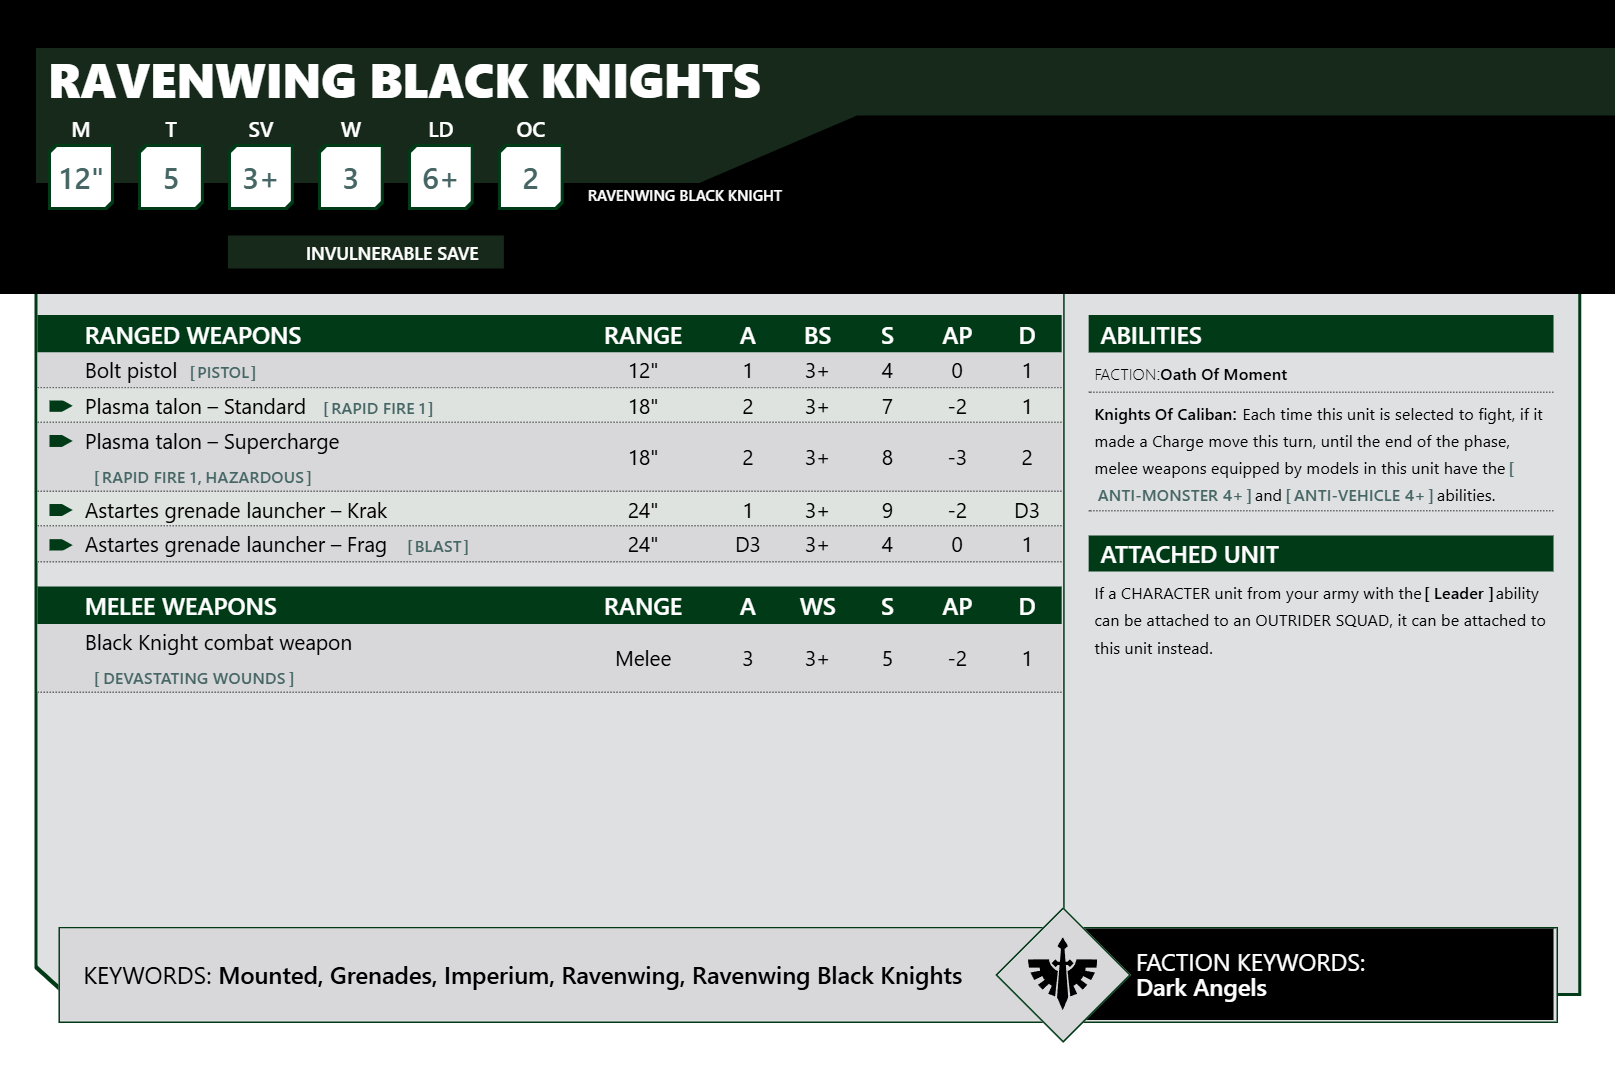 RAVENWING BLACK KNIGHTS
M T SV W LD OC
12" 5 3+ 3 6+ 2
RAVENWING BLACK KNIGHT
INVULNERABLE SAVE
RANGED WEAPONS RANGE A BS S AP D
Bolt pistol [PISTOL] 12" 1 3+ 4 0 1
Plasma talon – Standard [RAPID FIRE 1] 18" 2 3+ 7 -2 1
Plasma talon – Supercharge
[RAPID FIRE 1, HAZARDOUS] 18" 2 3+ 8 -3 2
Astartes grenade launcher – Krak 24" 1 3+ 9 -2 D3
Astartes grenade launcher – Frag [BLAST] 24" D3 3+ 4 0 1
MELEE WEAPONS RANGE A WS S AP D
Black Knight combat weapon
[DEVASTATING WOUNDS] Melee 3 3+ 5 -2 1
ABILITIES
FACTION:Oath Of Moment
Knights Of Caliban: Each time this unit is selected to fight, if it
made a Charge move this turn, until the end of the phase,
melee weapons equipped by models in this unit have the [
ANTI-MONSTER 4+] and [ANTI-VEHICLE 4+] abilities.
ATTACHED UNIT
If a CHARACTER unit from your army with the [ Leader ] ability
can be attached to an OUTRIDER SQUAD, it can be attached to
this unit instead.
KEYWORDS: Mounted, Grenades, Imperium, Ravenwing, Ravenwing Black Knights
FACTION KEYWORDS:
Dark Angels